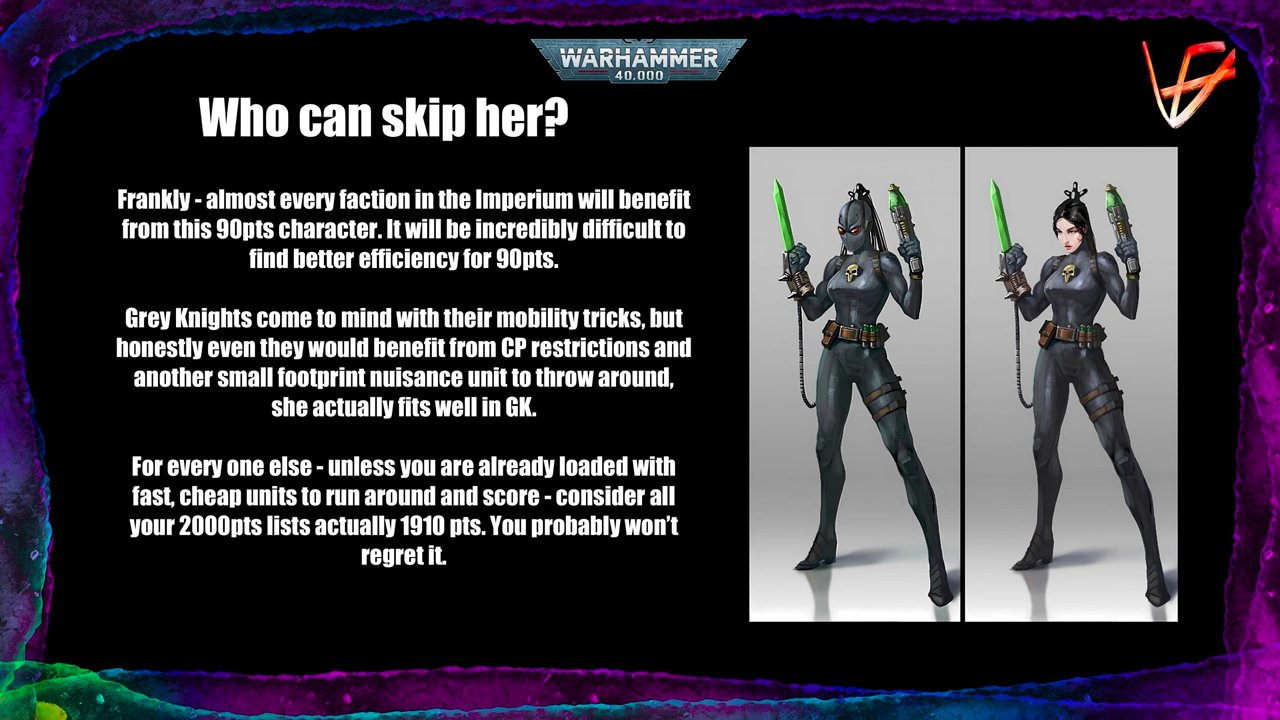 WARHAMMER
40,000
Who can skip her?
Frankly - almost every faction in the Imperium will benefit
from this 90pts character. It will be incredibly difficult to
find better efficiency for 90pts.
Grey Knights come to mind with their mobility tricks, but
honestly even they would benefit from CP restrictions and
another small footprint nuisance unit to throw around,
she actually fits well in GK.
For every one else - unless you are already loaded with
fast, cheap units to run around and score - consider all
your 2000pts lists actually 1910 pts. You probably won't
regret it.